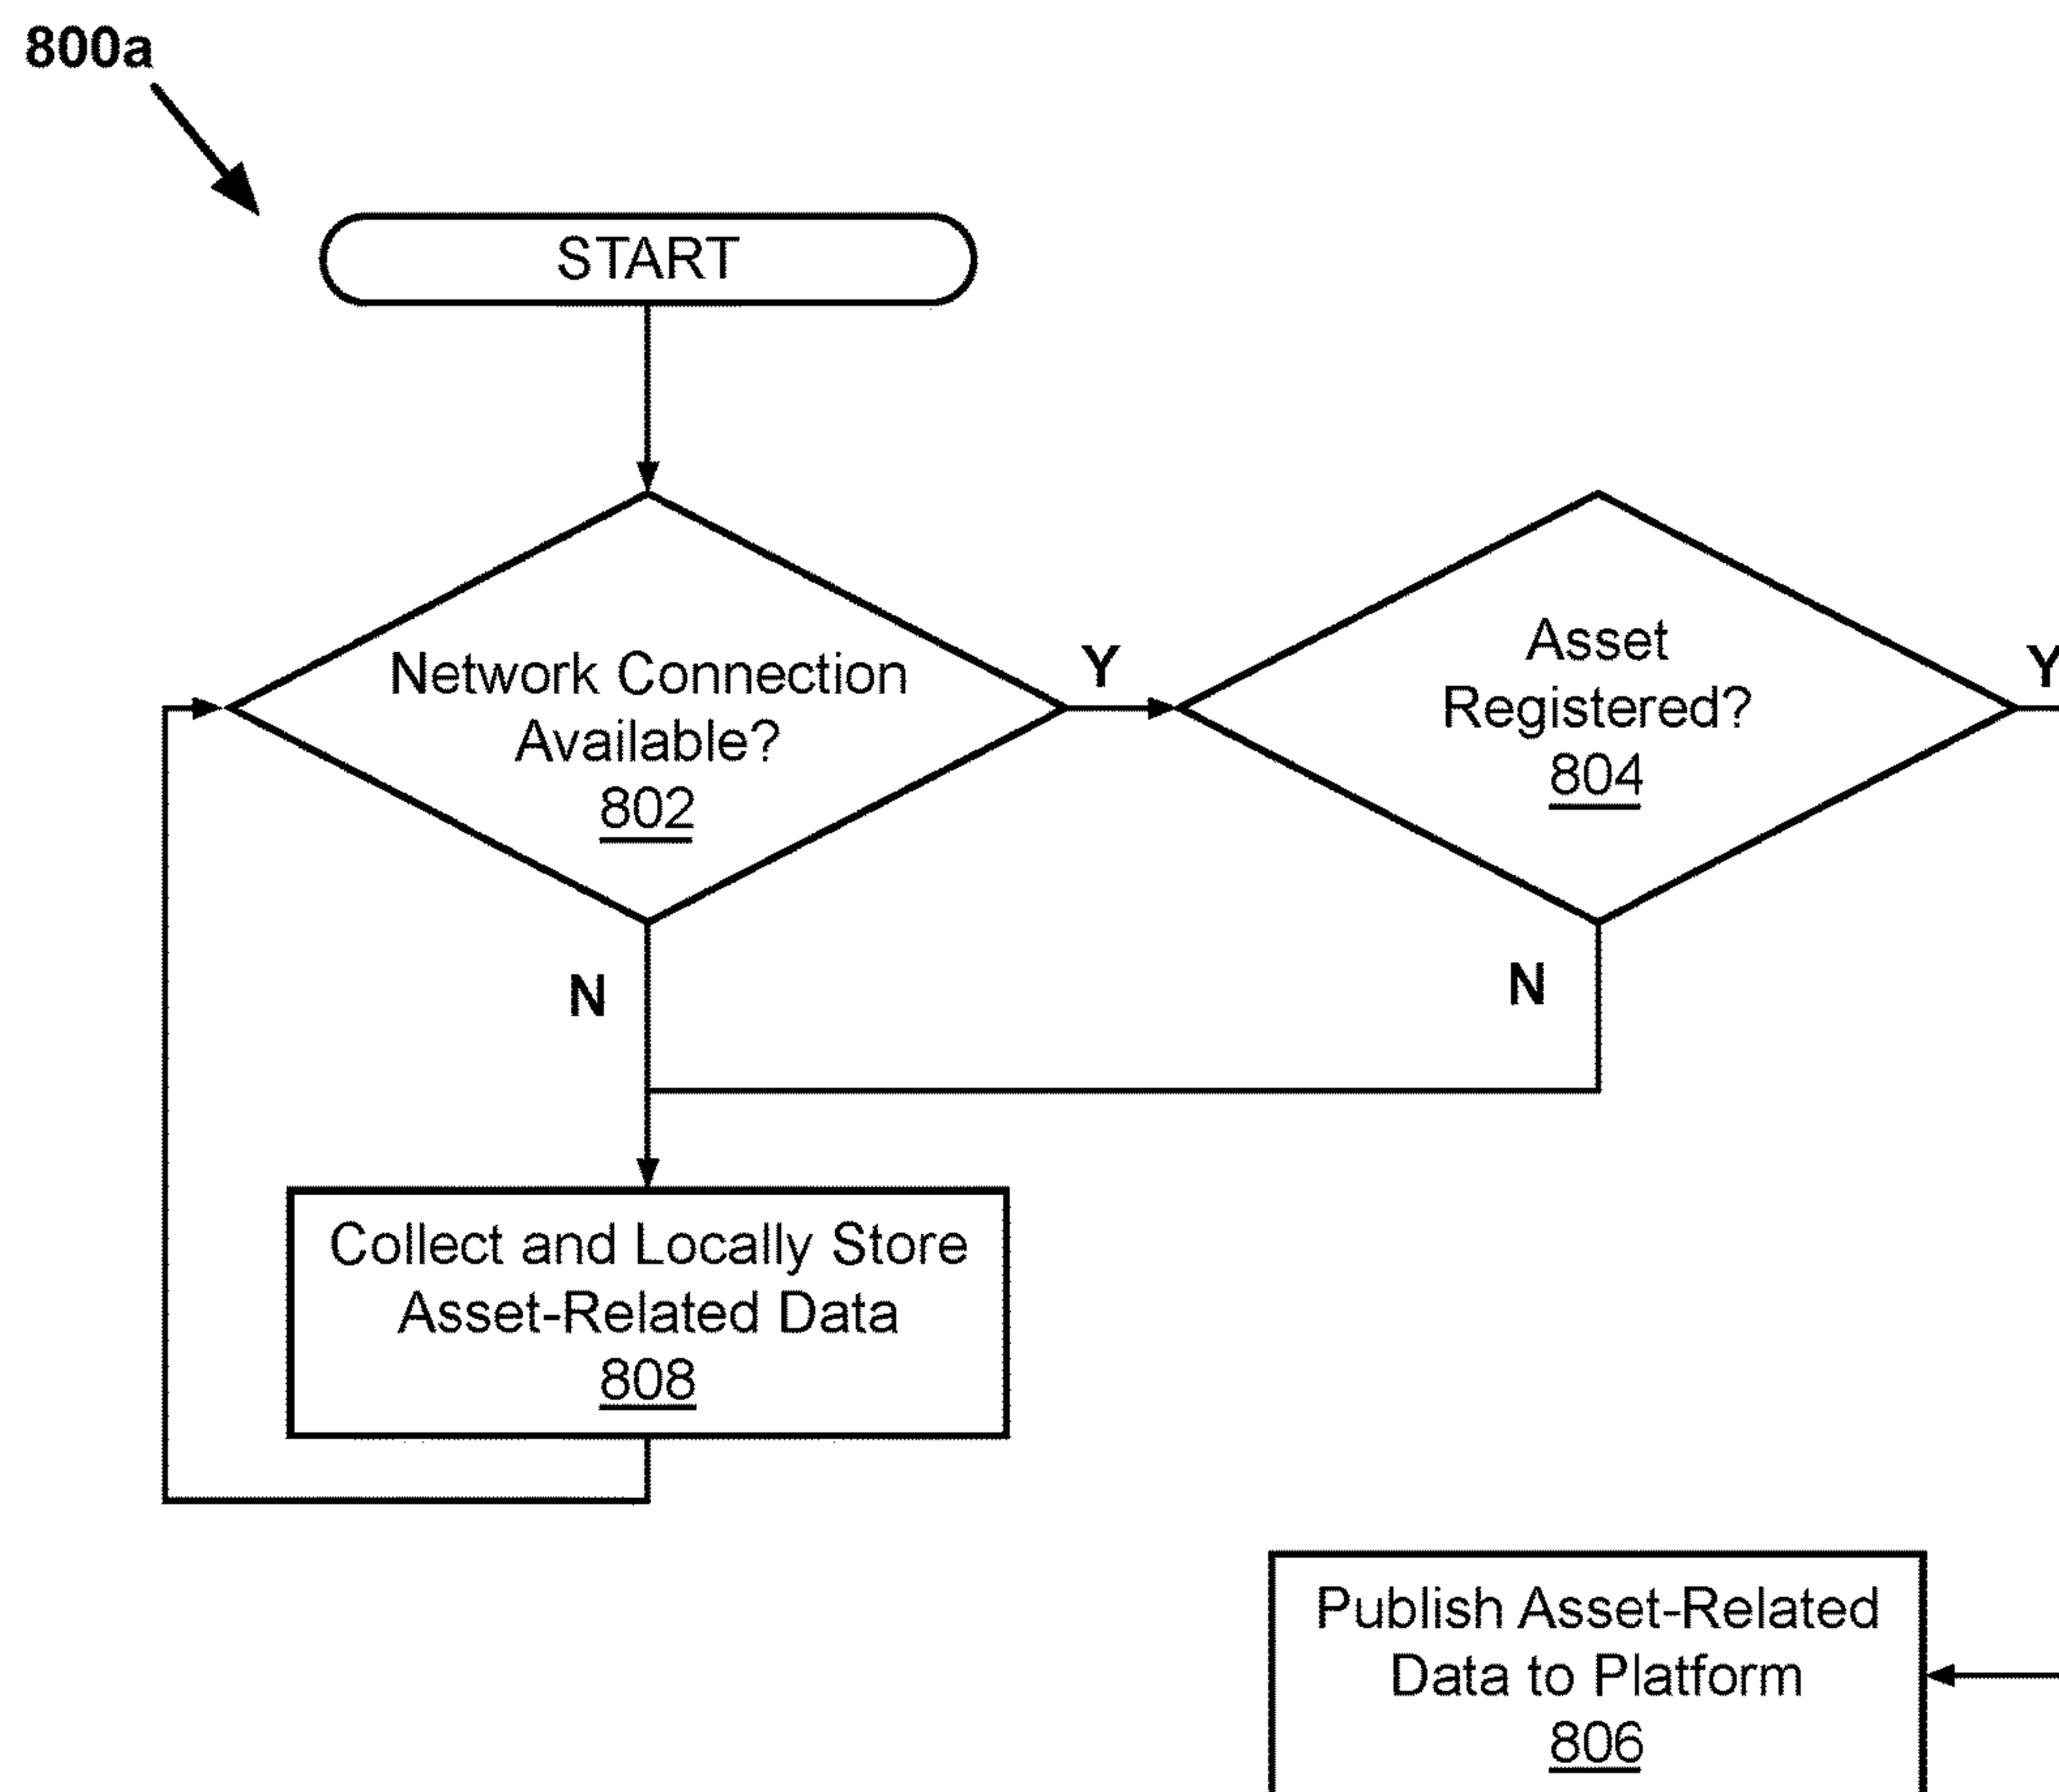 800a
START
Network Connection
Available?
802
Y
Asset
Registered?
804
Y
N
N
Collect and Locally Store
Asset-Related Data
808
Publish Asset-Related
Data to Platform
806